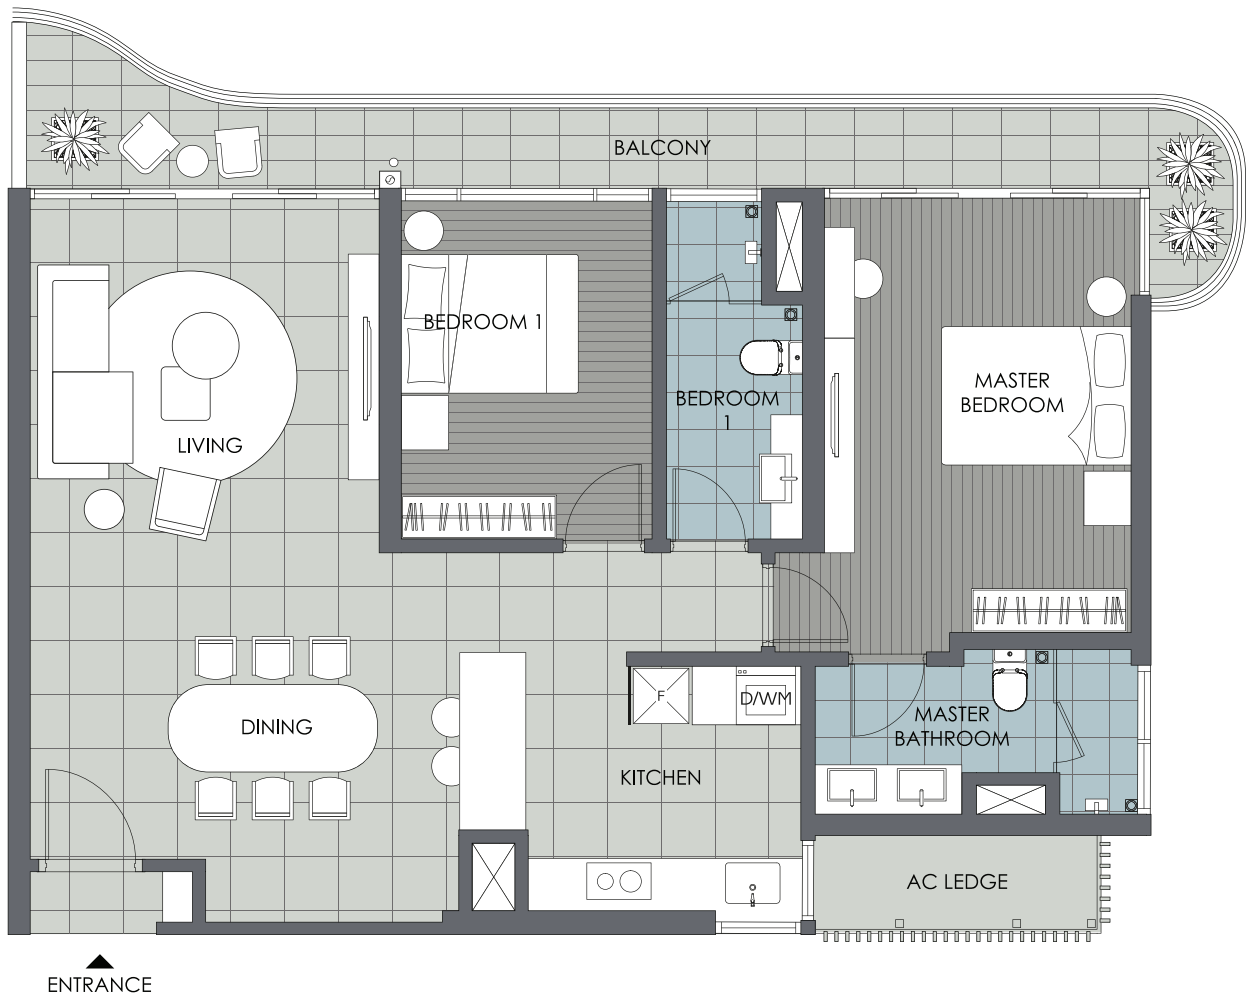 BALCONY
BEDROOM 1
MASTER
BEDROOM
BEDROOM
1
LIVING
F
D/WM
DINING
MASTER
BATHROOM
KITCHEN
AC LEDGE
ENTRANCE